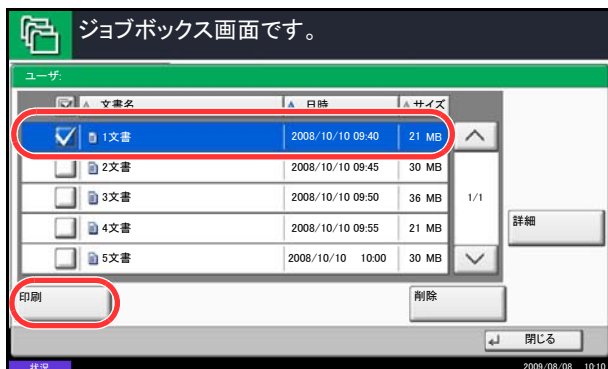 ジョブボックス画面です。
ユーザ:
文書名 日時 サイズ
1文書 2008/10/10 09:40 21 MB
2文書 2008/10/10 09:45 30 MB
3文書 2008/10/10 09:50 36 MB 1/1
4文書 2008/10/10 09:55 21 MB 詳細
5文書 2008/10/10 10:00 30 MB
印刷 削除
閉じる
状況 2009/08/08 10:10